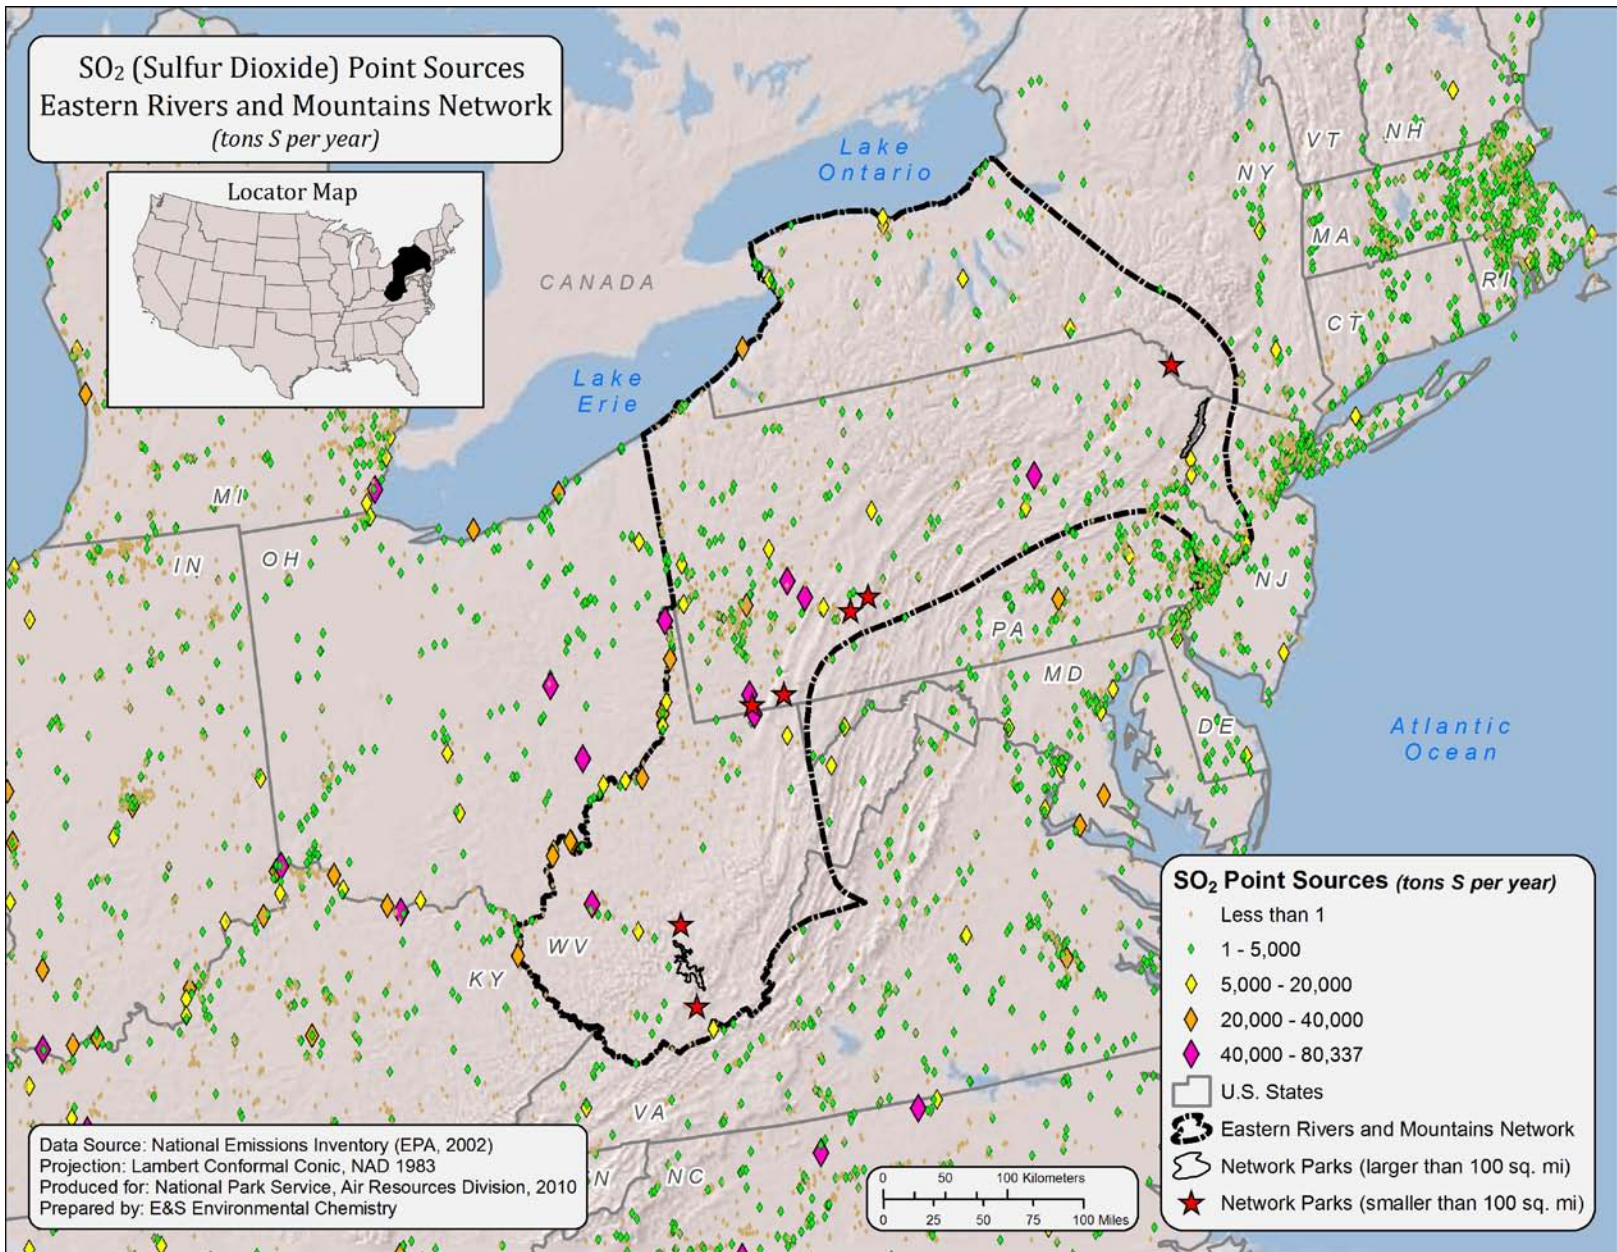 SO₂ (Sulfur Dioxide) Point Sources
Eastern Rivers and Mountains Network
(tons S per year)
Locator Map
Lake
Ontario
CANADA
Lake
Erie
NY
VT
NH
MA
RI
CT
MI
IN
OH
PA
NJ
MD
DE
Atlantic
Ocean
WV
KY
VA
NC
N
SO₂ Point Sources (tons S per year)
Less than 1
1 - 5,000
5,000 - 20,000
20,000 - 40,000
40,000 - 80,337
U.S. States
Eastern Rivers and Mountains Network
Network Parks (larger than 100 sq. mi)
Network Parks (smaller than 100 sq. mi)
Data Source: National Emissions Inventory (EPA, 2002)
Projection: Lambert Conformal Conic, NAD 1983
Produced for: National Park Service, Air Resources Division, 2010
Prepared by: E&S Environmental Chemistry
0 50 100 Kilometers
0 25 50 75 100 Miles